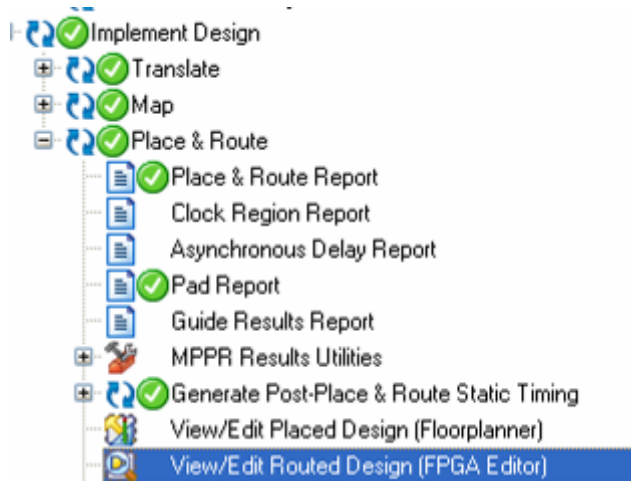 Implement Design
Translate
Map
Place & Route
Place & Route Report
Clock Region Report
Asynchronous Delay Report
Pad Report
Guide Results Report
MPPR Results Utilities
Generate Post-Place & Route Static Timing
View/Edit Placed Design (Floorplanner)
View/Edit Routed Design (FPGA Editor)